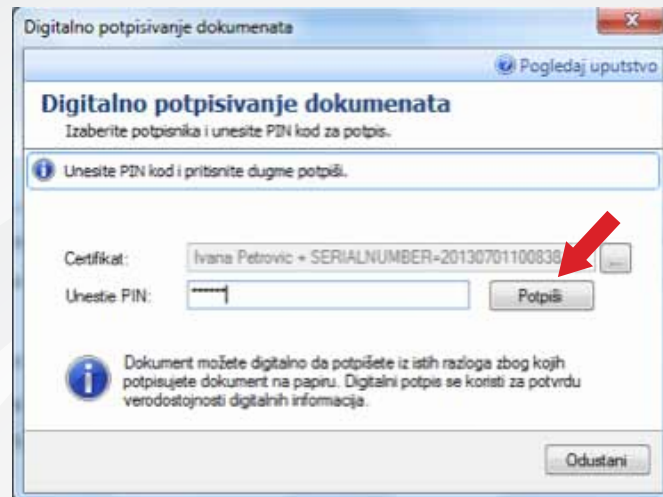 Digitalno potpisivanje dokumenata
Pogledaj uputstvo
Digitalno potpisivanje dokumenata
Izaberite potpisnika i unesite PIN kod za potpis.
Unesite PIN kod i pritisnite dugme potpiši.
Certifikat: Ivana Petrovic + SERIALNUMBER=20130701100838 ...
Unestie PIN: ****** Potpiši
Dokument možete digitalno da potpišete iz istih razloga zbog kojih
potpisujete dokument na papiru. Digitalni potpis se koristi za potvrdu
verodostojnosti digitalnih informacija.
Odustani